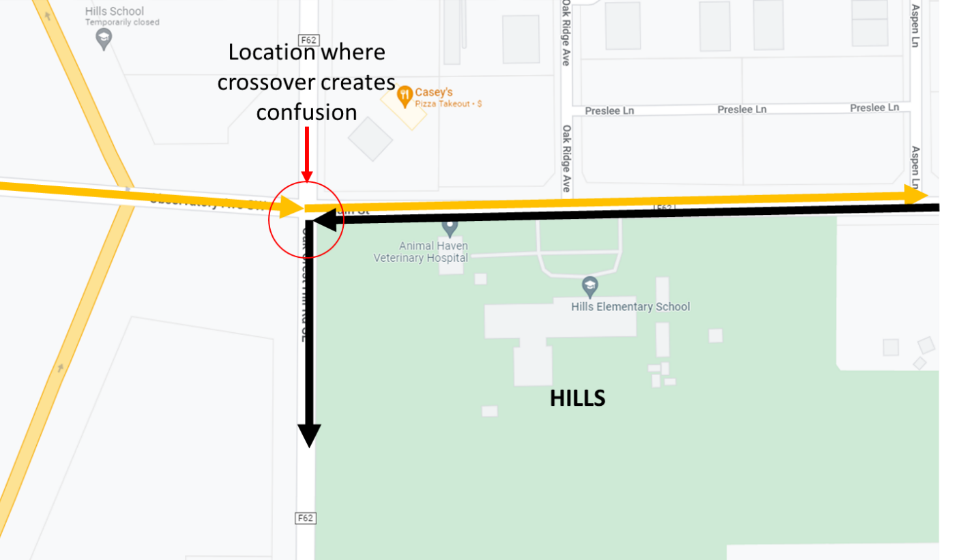 Hills School
Temporarily closed
F62
Location where
crossover creates
confusion
Casey's
Pizza Takeout - $
Oak Ridge Ave
Aspen Ln
Preslee Ln
Preslee Ln
Preslee Ln
Oak Ridge Ave
Aspen Ln
F62
Animal Haven
Veterinary Hospital
Hills Elementary School
HILLS
F62